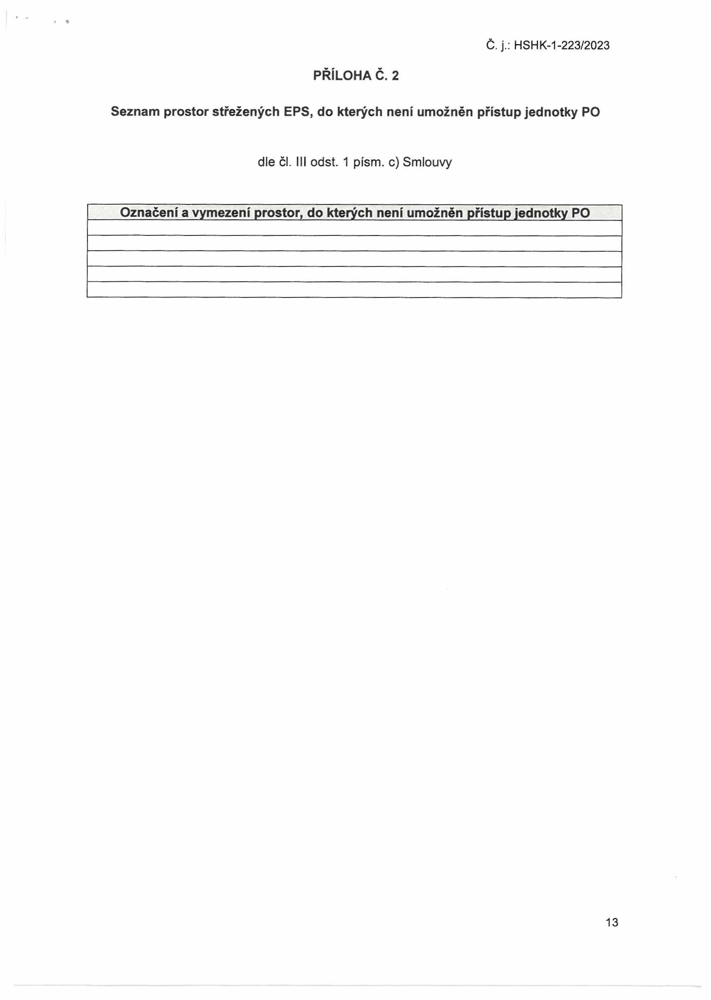 Č. j.: HSHK-1-223/2023
PŘÍLOHA Č. 2
Seznam prostor střežených EPS, do kterých není umožněn přístup jednotky PO
dle čl. III odst. 1 písm. c) Smlouvy
Označení a vymezení prostor, do kterých není umožněn přístup jednotky PO
13